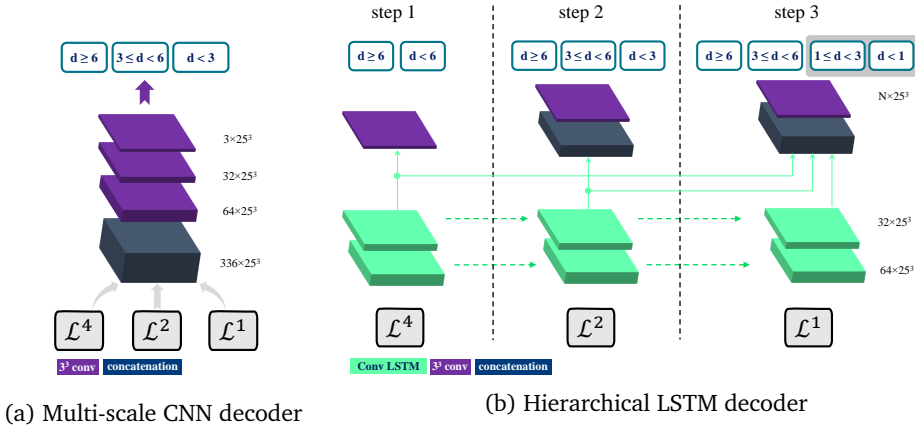 d ≥ 6
3 ≤ d < 6
d < 3
3×25³
32×25³
64×25³
336×25³
ℒ⁴
ℒ²
ℒ¹
3³ conv
concatenation
(a) Multi-scale CNN decoder
step 1
step 2
step 3
d ≥ 6
d < 6
d ≥ 6
3 ≤ d < 6
d < 3
d ≥ 6
3 ≤ d < 6
1 ≤ d < 3
d < 1
N×25³
32×25³
64×25³
ℒ⁴
ℒ²
ℒ¹
Conv LSTM
3³ conv
concatenation
(b) Hierarchical LSTM decoder